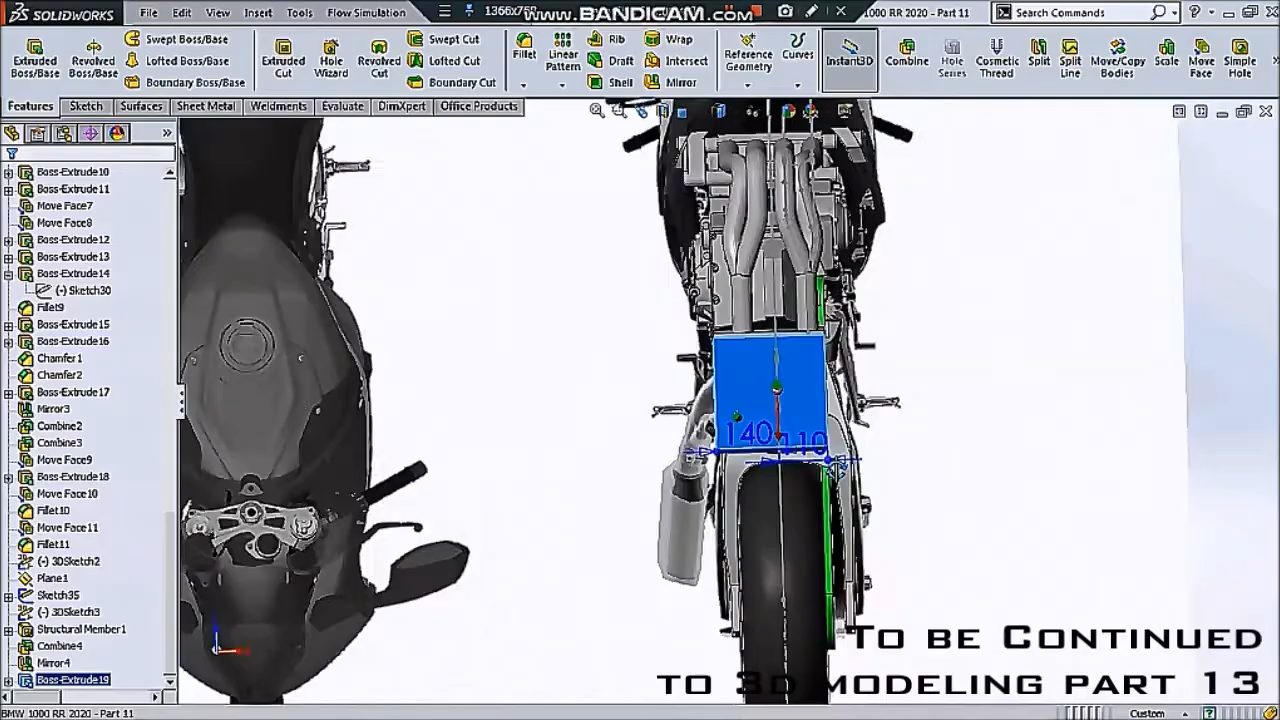 SOLIDWORKS File Edit View Insert Tools Toolbox Flow Simulation 1366x768 www.BANDICAM.com 1000 RR 2020 - Part 11 Search Commands
Extruded Boss/Base
Revolved Boss/Base
Swept Boss/Base
Lofted Boss/Base
Boundary Boss/Base
Extruded Cut
Hole Wizard
Revolved Cut
Swept Cut
Lofted Cut
Boundary Cut
Fillet
Linear Pattern
Rib
Draft
Shell
Wrap
Intersect
Mirror
Reference Geometry
Curves
Instant3D
Combine
Hole Series
Cosmetic Thread
Split
Split Line
Move/Copy Bodies
Scale
Move Face
Simple Hole
Features Sketch Surfaces Sheet Metal Weldments Evaluate DimXpert Office Products
Boss-Extrude10
Boss-Extrude11
Move Face7
Move Face8
Boss-Extrude12
Boss-Extrude13
Boss-Extrude14
(-) Sketch30
Fillet9
Boss-Extrude15
Boss-Extrude16
Chamfer1
Chamfer2
Boss-Extrude17
Mirror3
Combine2
Combine3
Move Face9
Boss-Extrude18
Move Face10
Fillet10
Move Face11
Fillet11
(-) 3DSketch2
Plane1
Sketch35
(-) 3DSketch3
Structural Member1
Combine4
Mirror4
Boss-Extrude19
140 110
To be Continued
to 3D modeling part 13
BMW 1000 RR 2020 - Part 11 Custom